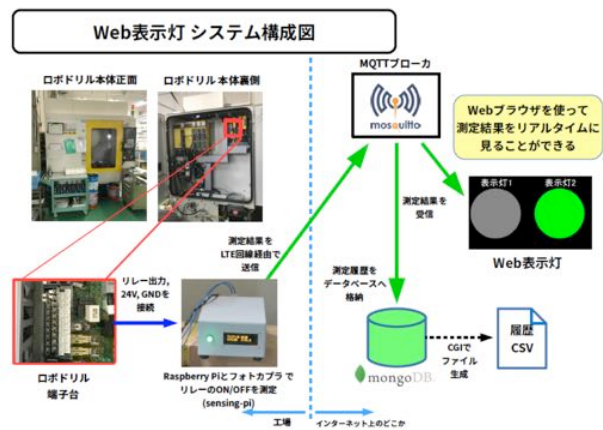 Web表示灯 システム構成図
ロボドリル本体正面
ロボドリル 本体裏側
MQTTブローカ
mosquitto
Webブラウザを使って
測定結果をリアルタイムに
見ることができる
表示灯1
表示灯2
Web表示灯
測定結果を
LTE回線経由で
送信
測定結果を
受信
測定履歴を
データベースへ
格納
リレー出力,
24V, GNDを
接続
ロボドリル
端子台
Raspberry Piとフォトカプラ で
リレーのON/OFFを測定
(sensing-pi)
mongoDB.
CGIで
ファイル
生成
履歴
CSV
工場
インターネット上のどこか